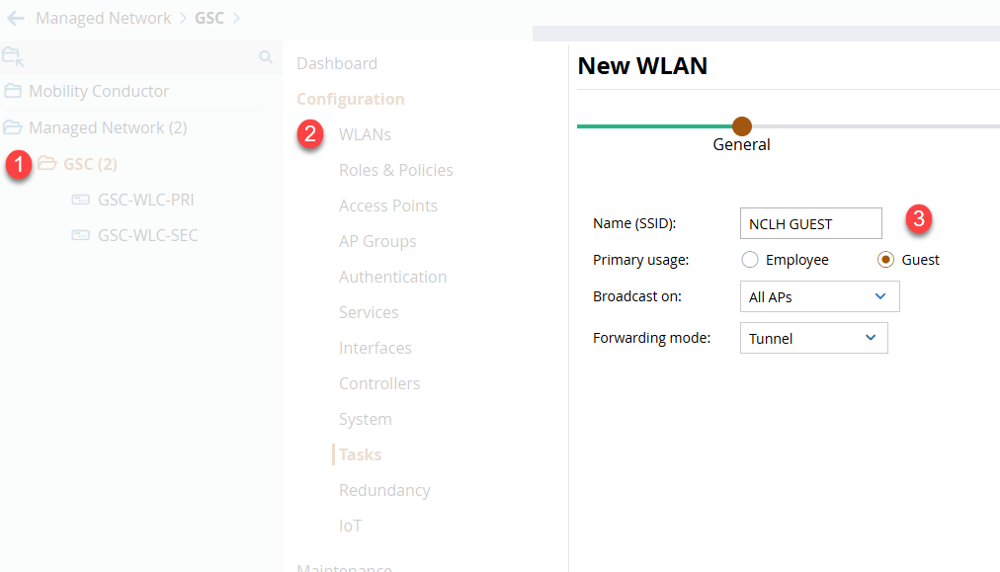 Managed Network > GSC >
Mobility Conductor
Managed Network (2)
1 GSC (2)
GSC-WLC-PRI
GSC-WLC-SEC
Dashboard
Configuration
2 WLANs
Roles & Policies
Access Points
AP Groups
Authentication
Services
Interfaces
Controllers
System
Tasks
Redundancy
IoT
Maintenance
New WLAN
General
Name (SSID): NCLH GUEST 3
Primary usage: Employee Guest
Broadcast on: All APs
Forwarding mode: Tunnel